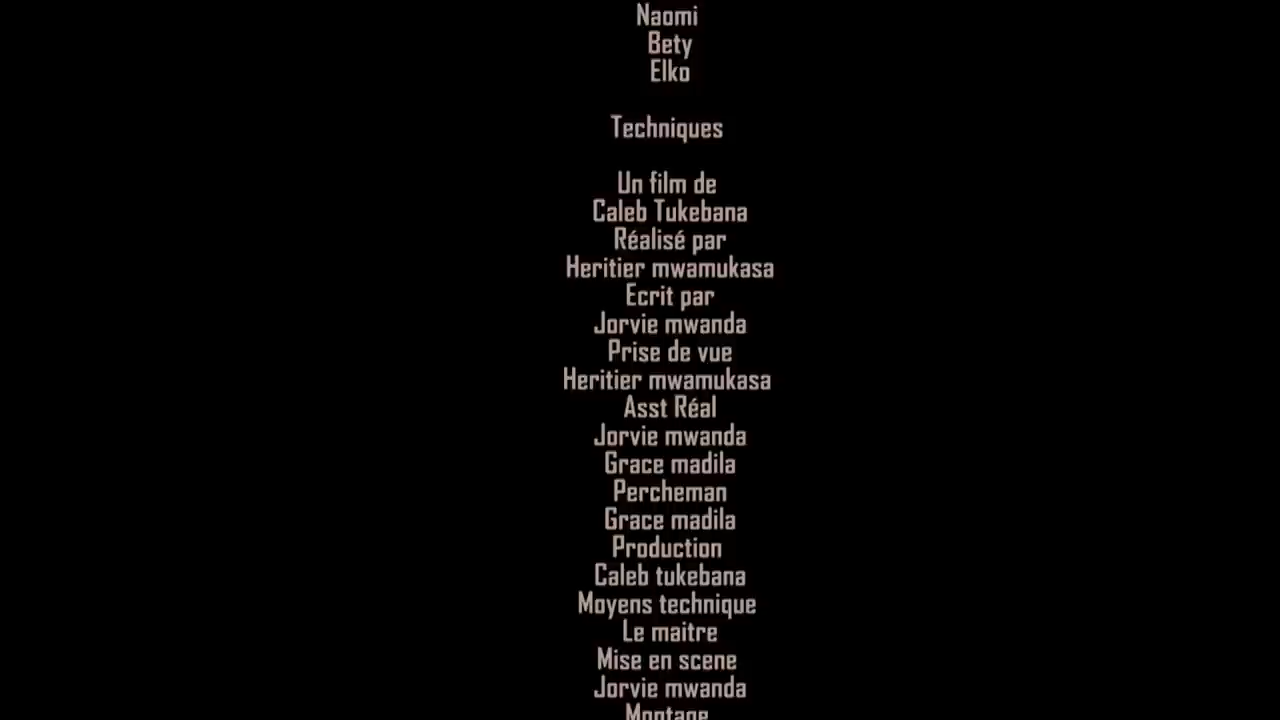 Naomi
Bety
Elko
Techniques
Un film de
Caleb Tukebana
Réalisé par
Heritier mwamukasa
Ecrit par
Jorvie mwanda
Prise de vue
Heritier mwamukasa
Asst Réal
Jorvie mwanda
Grace madila
Percheman
Grace madila
Production
Caleb tukebana
Moyens technique
Le maitre
Mise en scene
Jorvie mwanda
Montage